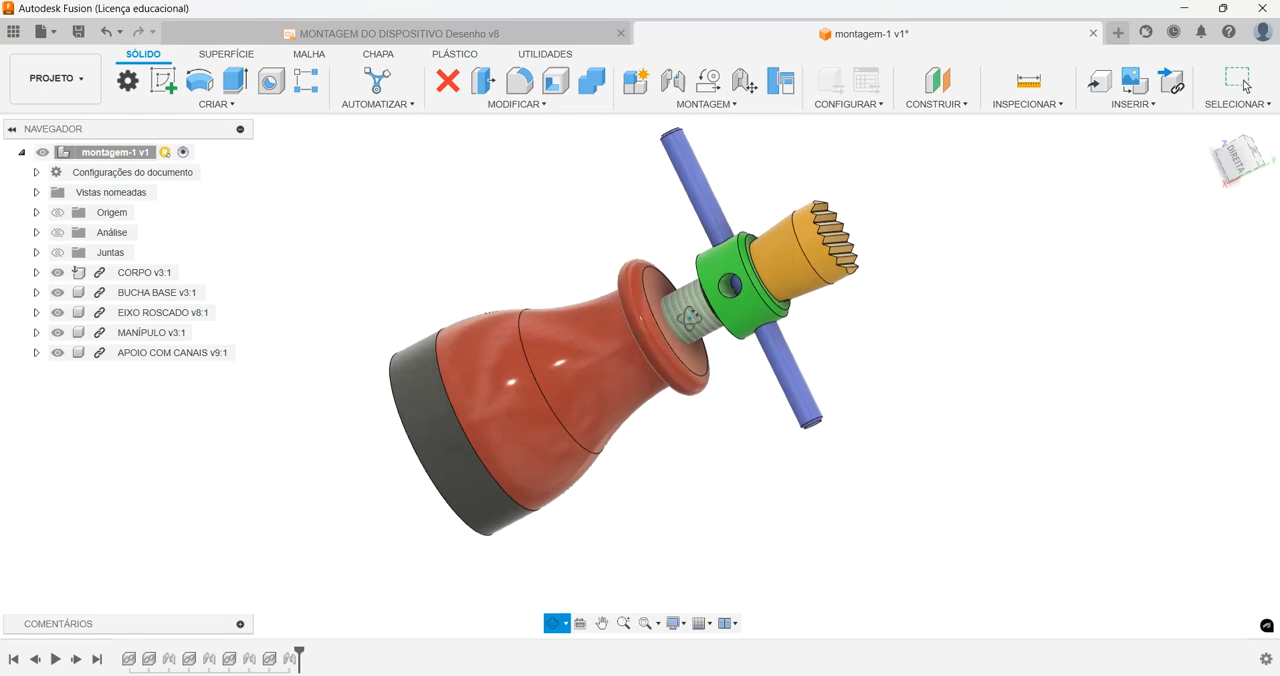 Autodesk Fusion (Licença educacional)
MONTAGEM DO DISPOSITIVO Desenho v8
montagem-1 v1*
SÓLIDO SUPERFÍCIE MALHA CHAPA PLÁSTICO UTILIDADES
PROJETO
CRIAR AUTOMATIZAR MODIFICAR MONTAGEM CONFIGURAR CONSTRUIR INSPECIONAR INSERIR SELECIONAR
NAVEGADOR
montagem-1 v1
Configurações do documento
Vistas nomeadas
Origem
Análise
Juntas
CORPO v3:1
BUCHA BASE v3:1
EIXO ROSCADO v8:1
MANÍPULO v3:1
APOIO COM CANAIS v9:1
DIREITA
Z
Y
X
COMENTÁRIOS